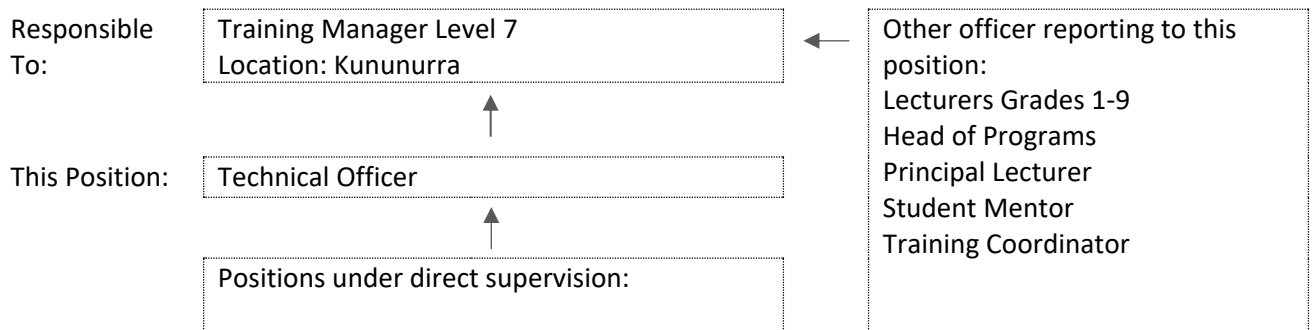 Responsible
To:
Training Manager Level 7
Location: Kununurra
Other officer reporting to this
position:
Lecturers Grades 1-9
Head of Programs
Principal Lecturer
Student Mentor
Training Coordinator
This Position:
Technical Officer
Positions under direct supervision: